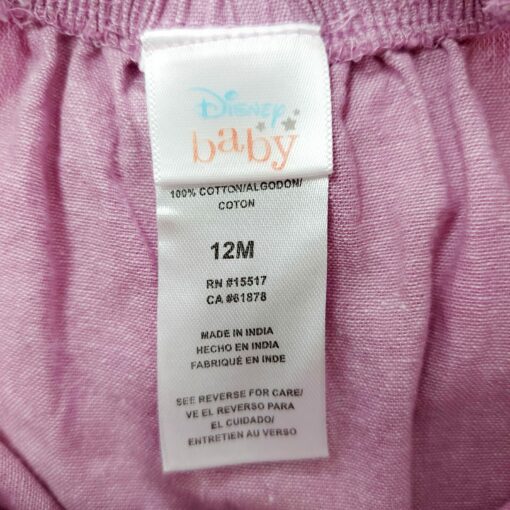 Disney
baby
100% COTTON/ALGODON/
COTON
12M
RN #15517
CA #61878
MADE IN INDIA
HECHO EN INDIA
FABRIQUÉ EN INDE
SEE REVERSE FOR CARE/
VE EL REVERSO PARA
EL CUIDADO/
ENTRETIEN AU VERSO